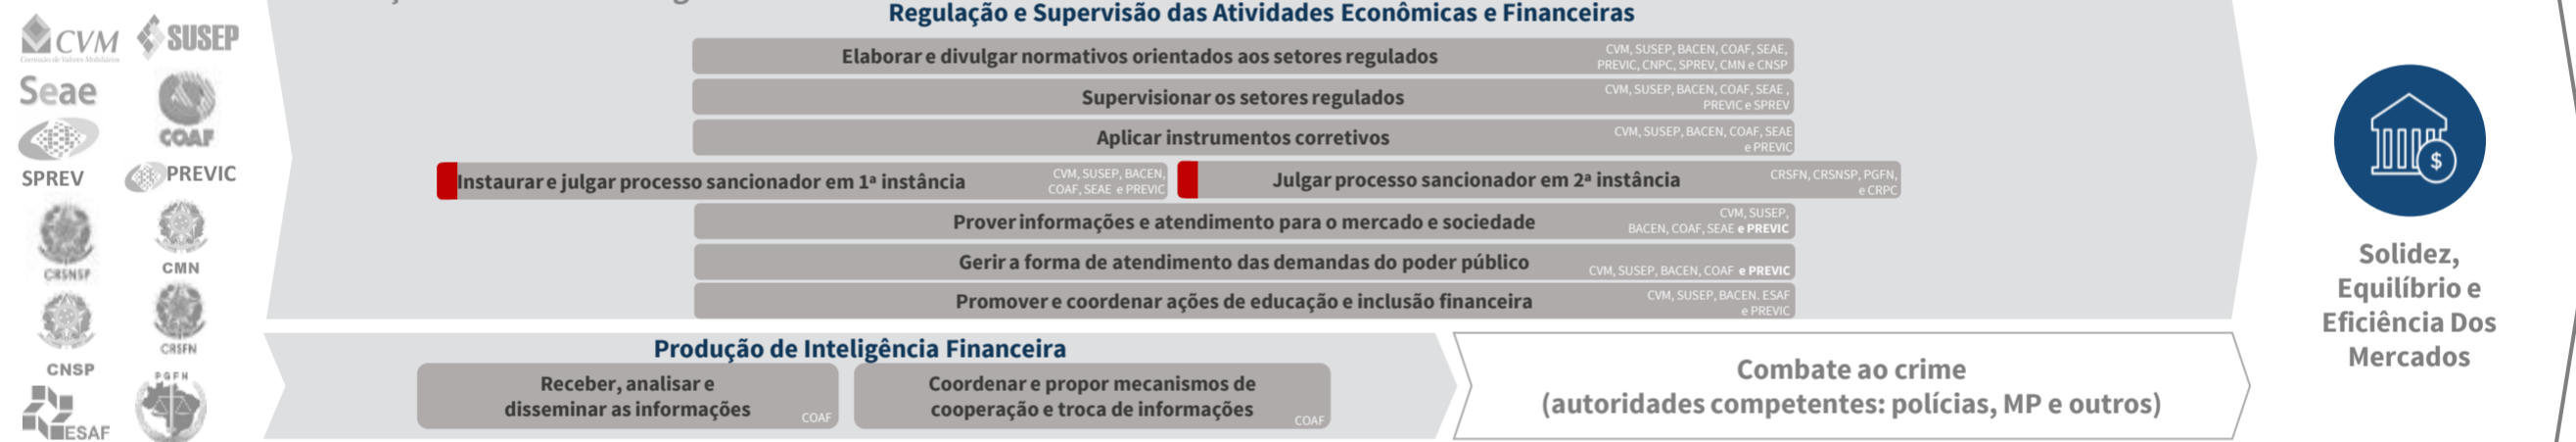 Regulação e Supervisão das Atividades Econômicas e Financeiras
CVM
Comissão de Valores Mobiliários
SUSEP
Seae
COAF
SPREV
PREVIC
CRSNSP
CMN
CNSP
CRSFN
ESAF
PGFN
Elaborar e divulgar normativos orientados aos setores regulados
CVM, SUSEP, BACEN, COAF, SEAE,
PREVIC, CNPC, SPREV, CMN e CNSP
Supervisionar os setores regulados
CVM, SUSEP, BACEN, COAF, SEAE ,
PREVIC e SPREV
Aplicar instrumentos corretivos
CVM, SUSEP, BACEN, COAF, SEAE
e PREVIC
Instaurar e julgar processo sancionador em 1ª instância
CVM, SUSEP, BACEN,
COAF, SEAE e PREVIC
Julgar processo sancionador em 2ª instância
CRSFN, CRSNSP, PGFN,
e CRPC
Prover informações e atendimento para o mercado e sociedade
CVM, SUSEP,
BACEN, COAF, SEAE e PREVIC
Gerir a forma de atendimento das demandas do poder público
CVM, SUSEP, BACEN, COAF e PREVIC
Promover e coordenar ações de educação e inclusão financeira
CVM, SUSEP, BACEN. ESAF
e PREVIC
Produção de Inteligência Financeira
Receber, analisar e
disseminar as informações
COAF
Coordenar e propor mecanismos de
cooperação e troca de informações
COAF
Combate ao crime
(autoridades competentes: polícias, MP e outros)
$
Solidez,
Equilíbrio e
Eficiência Dos
Mercados